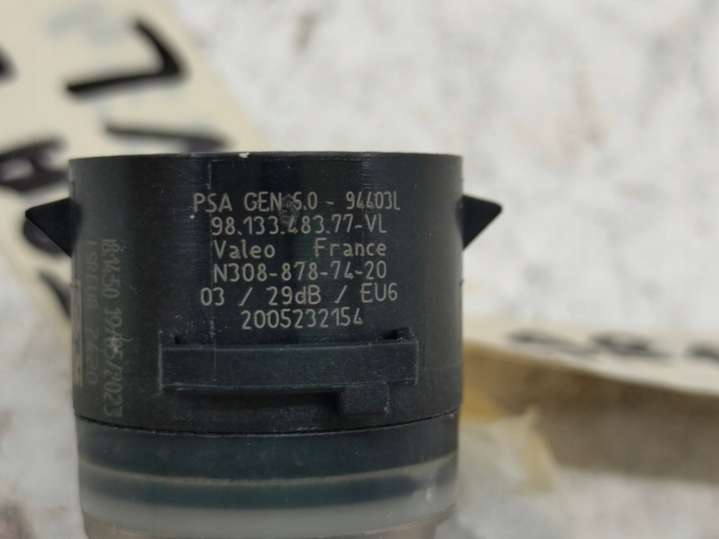 PSA GEN 6.0 - 94403L
98.133.483.77-VL
Valeo France
N308-878-74-20
03 / 29dB / EU6
2005232154